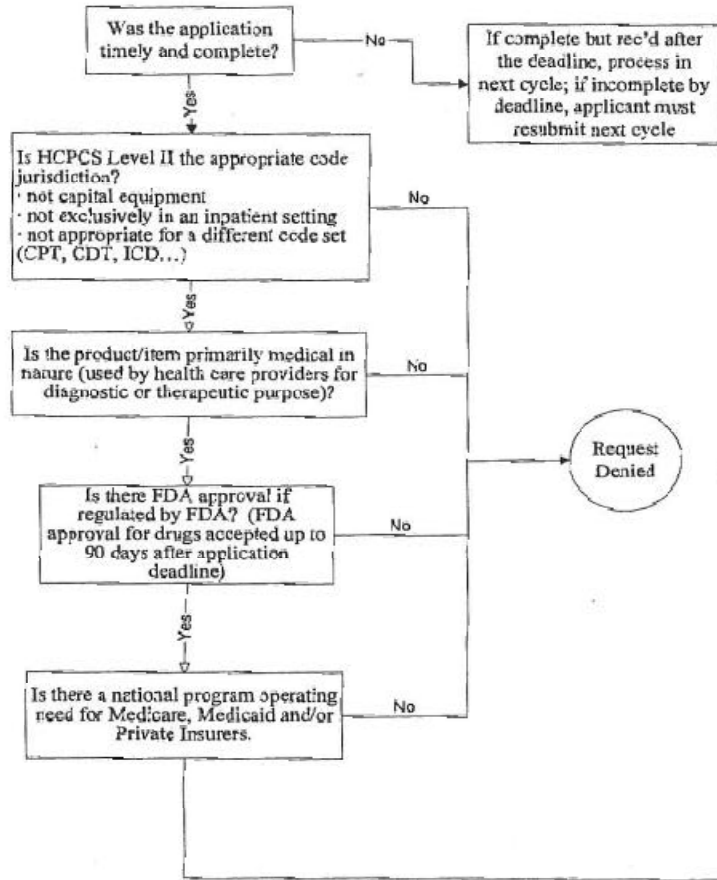 Was the application
timely and complete?
No
If complete but rec'd after
the deadline, process in
next cycle; if incomplete by
deadline, applicant must
resubmit next cycle
Yes
Is HCPCS Level II the appropriate code
jurisdiction?
· not capital equipment
· not exclusively in an inpatient setting
· not appropriate for a different code set
(CPT, CDT, ICD...)
No
Yes
Is the product/item primarily medical in
nature (used by health care providers for
diagnostic or therapeutic purpose)?
No
Yes
Request
Denied
Is there FDA approval if
regulated by FDA? (FDA
approval for drugs accepted up to
90 days after application
deadline)
No
Yes
Is there a national program operating
need for Medicare, Medicaid and/or
Private Insurers.
No